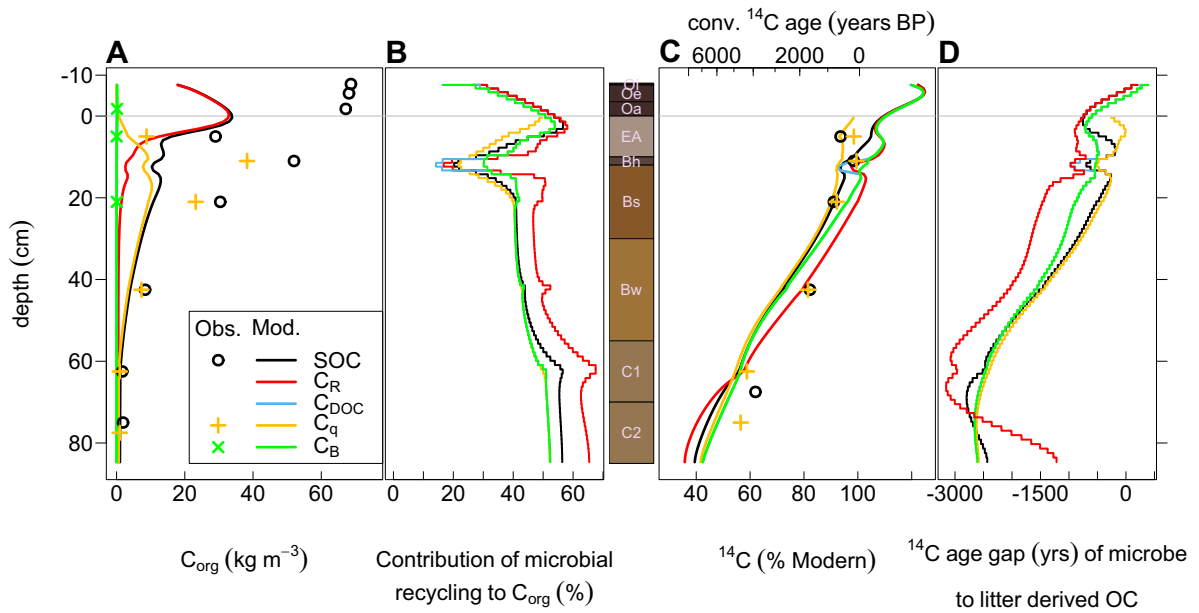 conv. ¹⁴C age (years BP)
6000 2000 0
A B C D
-10
0
20
40
60
80
depth (cm)
Obs. Mod.
SOC
C_R
C_DOC
C_q
C_B
Oi
Oe
Oa
EA
Bh
Bs
Bw
C1
C2
0 20 40 60
0 20 40 60
40 60 80 100
-3000 -1500 0
C_org (kg m⁻³)
Contribution of microbial
recycling to C_org (%)
¹⁴C (% Modern)
¹⁴C age gap (yrs) of microbe
to litter derived OC